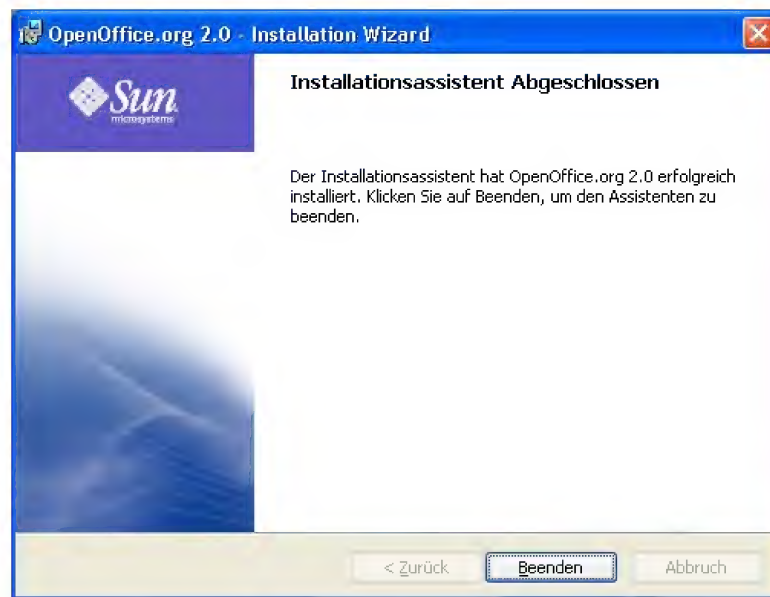 OpenOffice.org 2.0 - Installation Wizard
Sun
microsystems
Installationsassistent Abgeschlossen
Der Installationsassistent hat OpenOffice.org 2.0 erfolgreich
installiert. Klicken Sie auf Beenden, um den Assistenten zu
beenden.
< Zurück
Beenden
Abbruch